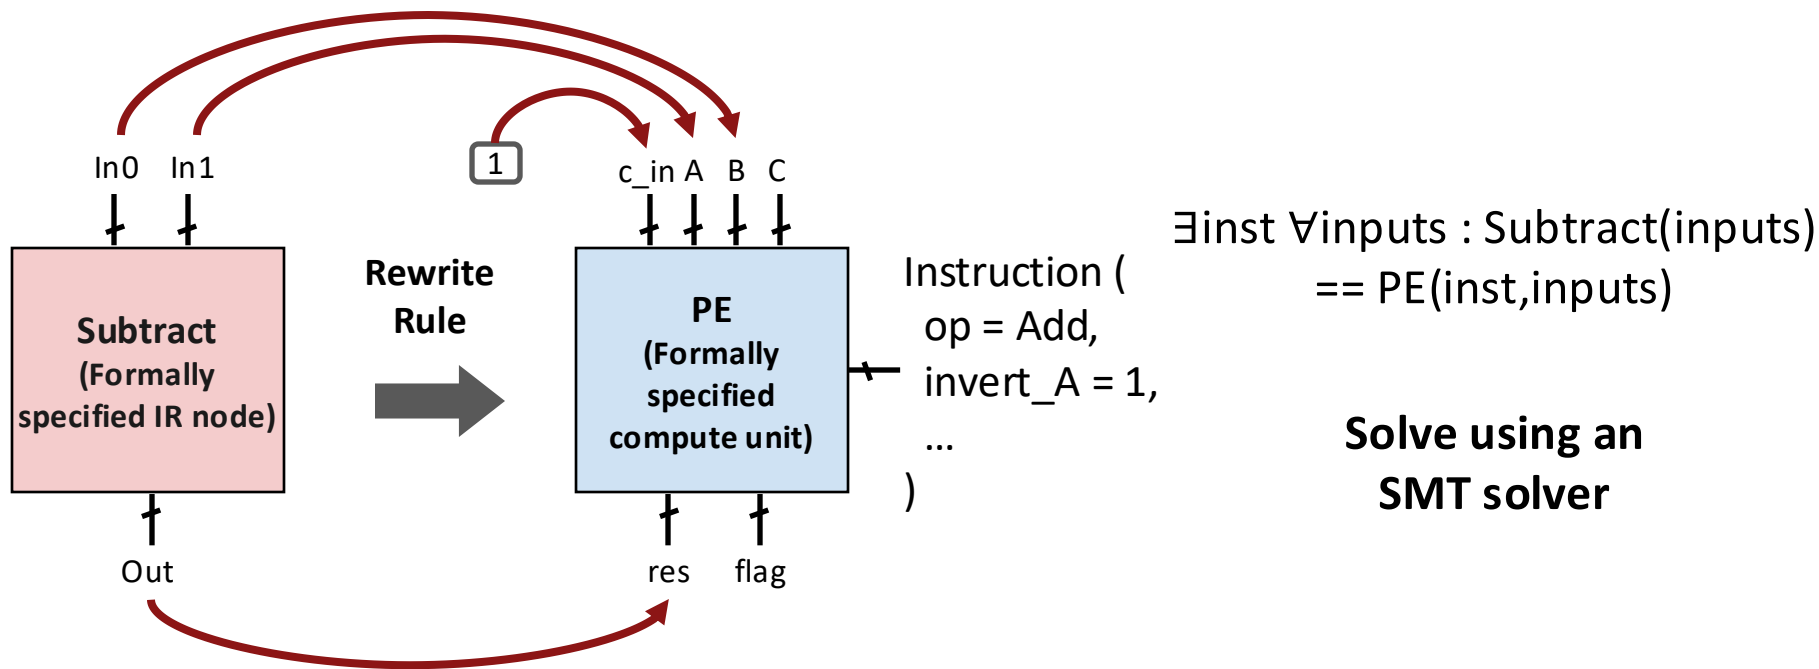 In0 In1
1
c_in A B C
Subtract
(Formally
specified IR node)
Rewrite
Rule
PE
(Formally
specified
compute unit)
Instruction (
op = Add,
invert_A = 1,
...
)
Out
res flag
∃inst ∀inputs : Subtract(inputs)
== PE(inst,inputs)
Solve using an
SMT solver